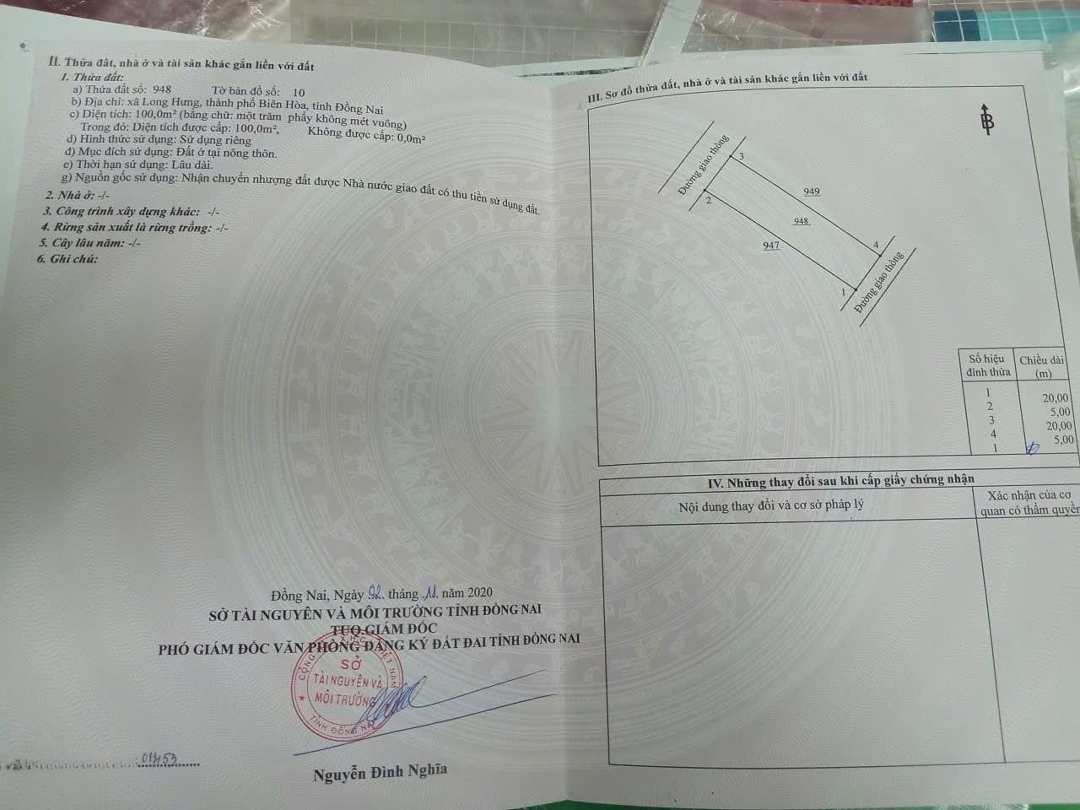 II. Thửa đất, nhà ở và tài sản khác gắn liền với đất
1. Thửa đất:
a) Thửa đất số: 948 Tờ bản đồ số: 10
b) Địa chỉ: xã Long Hưng, thành phố Biên Hòa, tỉnh Đồng Nai
c) Diện tích: 100,0m² (bằng chữ: một trăm phẩy không mét vuông)
Trong đó: Diện tích được cấp: 100,0m², Không được cấp: 0,0m²
d) Hình thức sử dụng: Sử dụng riêng
đ) Mục đích sử dụng: Đất ở tại nông thôn.
e) Thời hạn sử dụng: Lâu dài.
g) Nguồn gốc sử dụng: Nhận chuyển nhượng đất được Nhà nước giao đất có thu tiền sử dụng đất.
2. Nhà ở: -/-
3. Công trình xây dựng khác: -/-
4. Rừng sản xuất là rừng trồng: -/-
5. Cây lâu năm: -/-
6. Ghi chú:
Đồng Nai, Ngày 02 tháng 11 năm 2020
SỞ TÀI NGUYÊN VÀ MÔI TRƯỜNG TỈNH ĐỒNG NAI
TUQ.GIÁM ĐỐC
PHÓ GIÁM ĐỐC VĂN PHÒNG ĐĂNG KÝ ĐẤT ĐAI TỈNH ĐỒNG NAI
SỞ
TÀI NGUYÊN VÀ
MÔI TRƯỜNG
TỈNH ĐỒNG NAI
Nguyễn Đình Nghĩa
III. Sơ đồ thửa đất, nhà ở và tài sản khác gắn liền với đất
B
Đường giao thông
3
2
949
948
947
4
1
Đường giao thông
Số hiệu đỉnh thửa Chiều dài (m)
1
20,00
2
5,00
3
20,00
4
5,00
1
IV. Những thay đổi sau khi cấp giấy chứng nhận
Nội dung thay đổi và cơ sở pháp lý
Xác nhận của cơ
quan có thẩm quyền